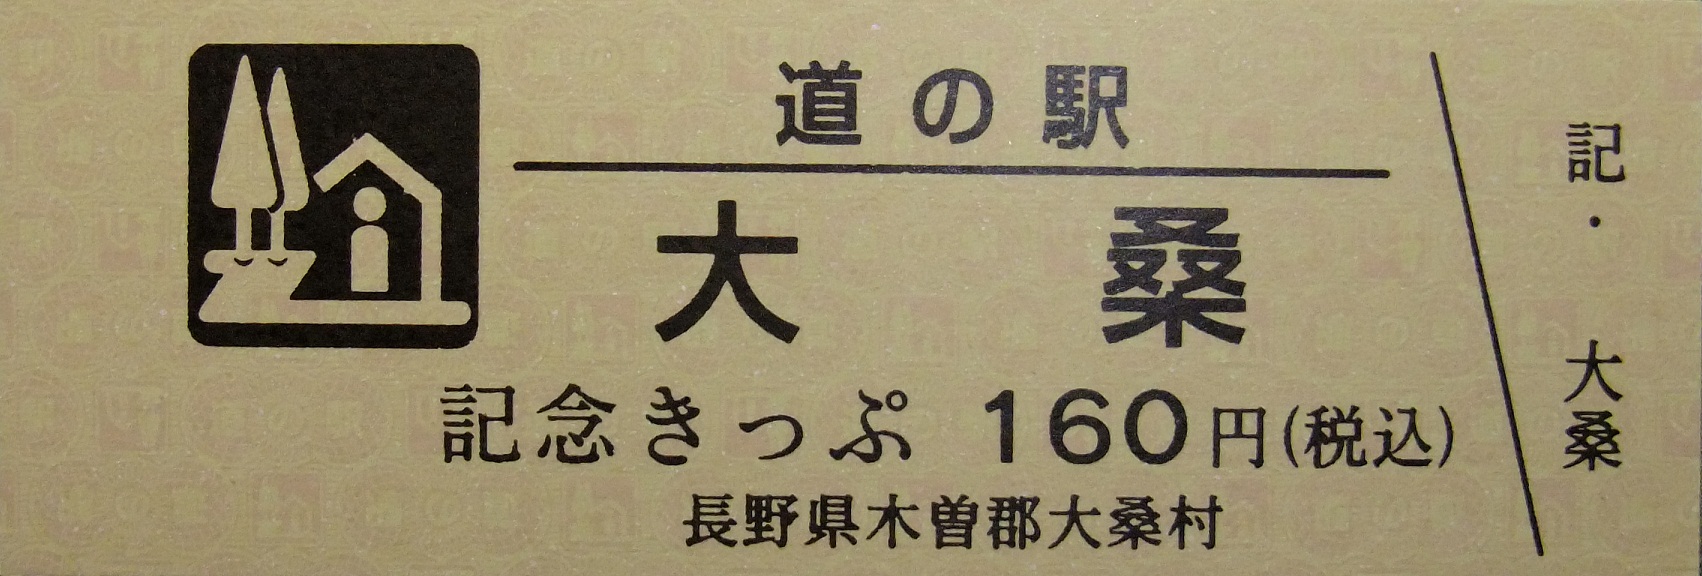 道の駅
大桑
記念きっぷ 160円(税込)
長野県木曽郡大桑村
記・大桑